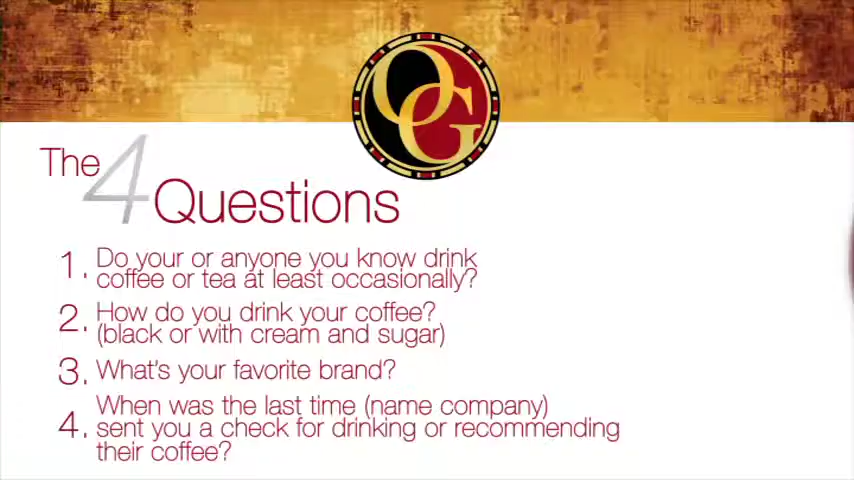 OG
The 4 Questions
1. Do your or anyone you know drink
coffee or tea at least occasionally?
2. How do you drink your coffee?
(black or with cream and sugar)
3. What's your favorite brand?
4. When was the last time (name company)
sent you a check for drinking or recommending
their coffee?